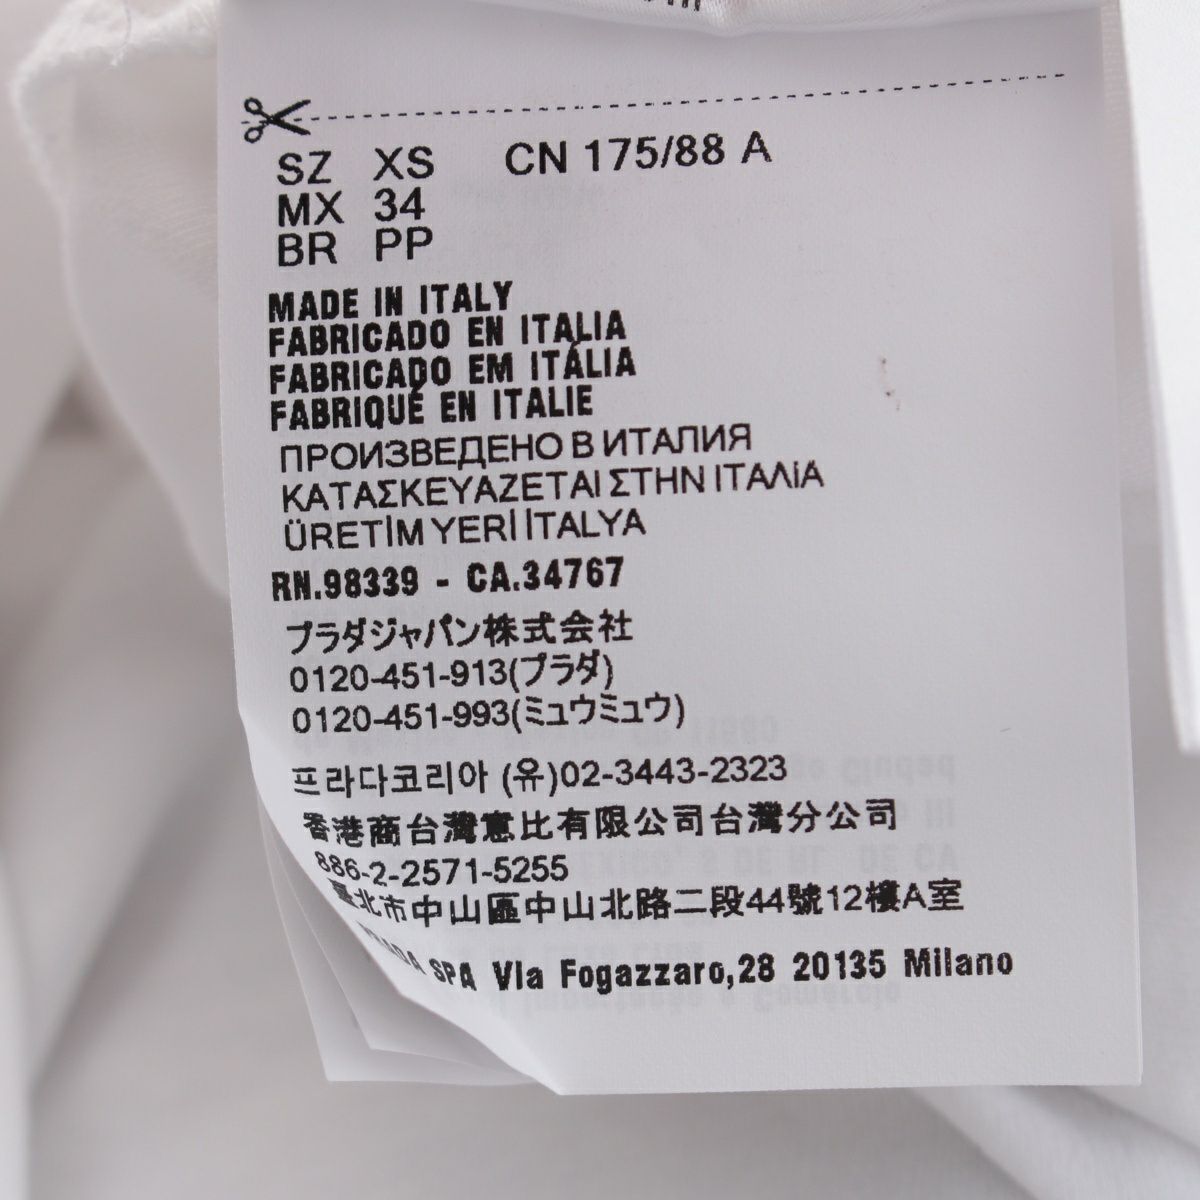 SZ XS CN 175/88 A
MX 34
BR PP
MADE IN ITALY
FABRICADO EN ITALIA
FABRICADO EM ITÁLIA
FABRIQUÉ EN ITALIE
ПРОИЗВЕДЕНО В ИТАЛИЯ
ΚΑΤΑΣΚΕΥΑΖΕΤΑΙ ΣΤΗΝ ΙΤΑΛιΑ
ÜRETİM YERİ İTALYA
RN.98339 - CA.34767
プラダジャパン株式会社
0120-451-913(プラダ)
0120-451-993(ミュウミュウ)
프라다코리아 (유)02-3443-2323
香港商台灣惠比有限公司台灣分公司
886-2-2571-5255
臺北市中山區中山北路二段44號12樓A室
PRADA SPA Via Fogazzaro,28 20135 Milano